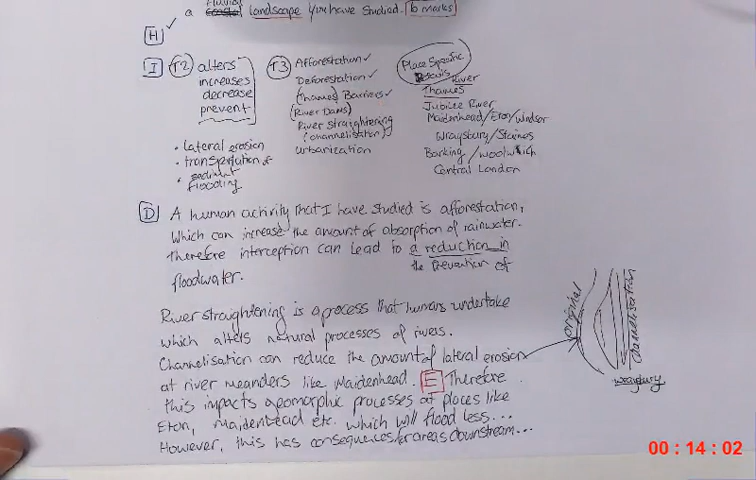 Fluvial
a coastal landscape you have studied. 6 marks
H ✓
I
T2 alters
increases
decrease
prevent
• lateral erosion
• transportation of
• sediment
flooding
T3 Afforestation ✓
Deforestation ✓
(Thames) Barriers ✓
(River Dams)
River Straightening
(channelisation)
Urbanization
Place Specific
Details River
Thames
Jubilee River
Maidenhead/Eton/Windsor
Wraysbury/Staines
Barking/Woolwich
Central London
D A human activity that I have studied is afforestation,
which can increase the amount of absorption of rainwater.
Therefore interception can lead to a reduction in
the prevention of
floodwater.
River straightening is a process that humans undertake
which alters natural processes of rivers.
Channelisation can reduce the amount of lateral erosion
at river meanders like Maidenhead. E Therefore
this impacts geomorphic processes at places like
Eton, Maidenhead etc. which will flood less...
However, this has consequences for areas downstream...
original
channelisation
wraysbury
00:14:02